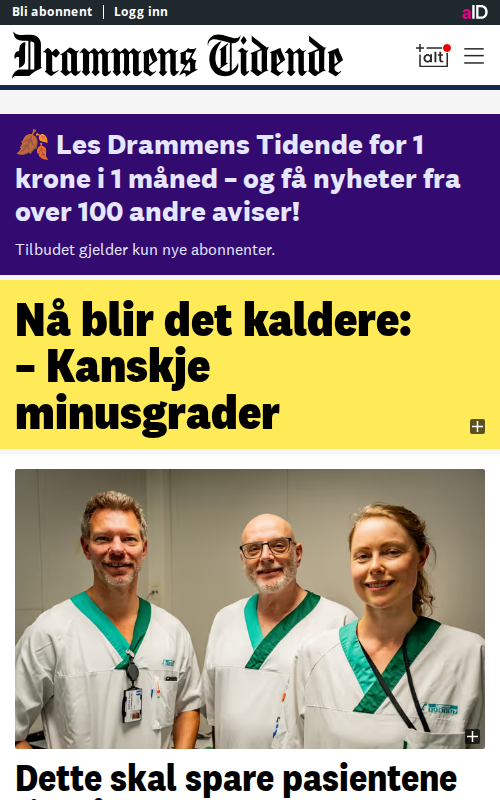 Bli abonnent
Logg inn
aID
Drammens Tidende
+alt
Les Drammens Tidende for 1
krone i 1 måned – og få nyheter fra
over 100 andre aviser!
Tilbudet gjelder kun nye abonnenter.
Nå blir det kaldere:
– Kanskje
minusgrader
Dette skal spare pasientene